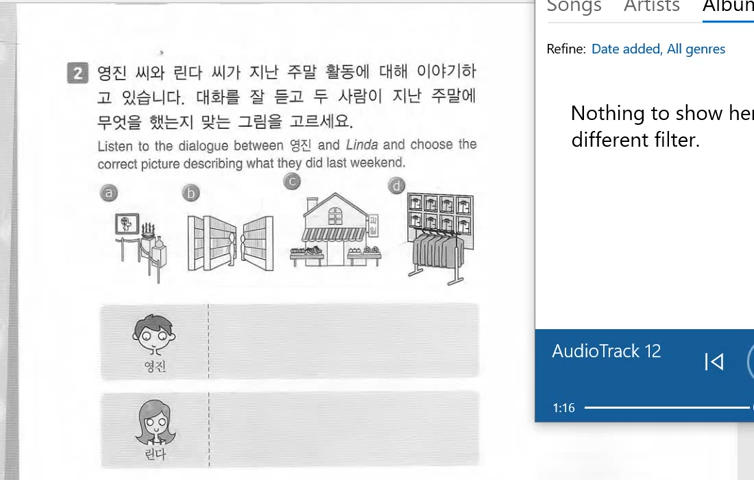 Songs Artists Album
Refine: Date added, All genres
Nothing to show her
different filter.
AudioTrack 12
1:16
2 영진 씨와 린다 씨가 지난 주말 활동에 대해 이야기하
고 있습니다. 대화를 잘 듣고 두 사람이 지난 주말에
무엇을 했는지 맞는 그림을 고르세요.
Listen to the dialogue between 영진 and Linda and choose the
correct picture describing what they did last weekend.
a b c d
과일
영진
린다